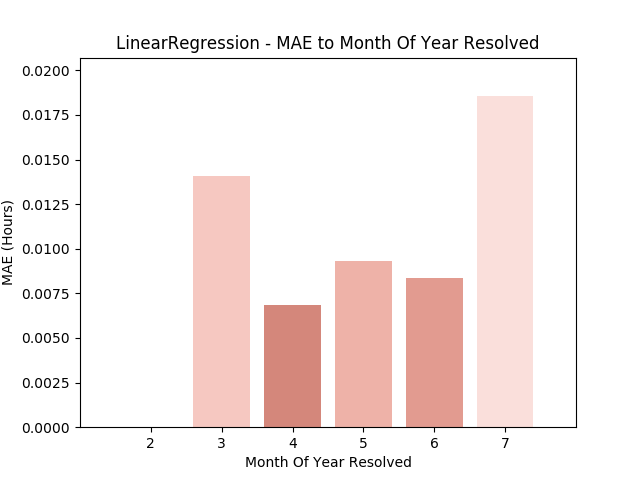 LinearRegression - MAE to Month Of Year Resolved
0.0200
0.0175
0.0150
0.0125
0.0100
0.0075
0.0050
0.0025
0.0000
MAE (Hours)
2 3 4 5 6 7
Month Of Year Resolved